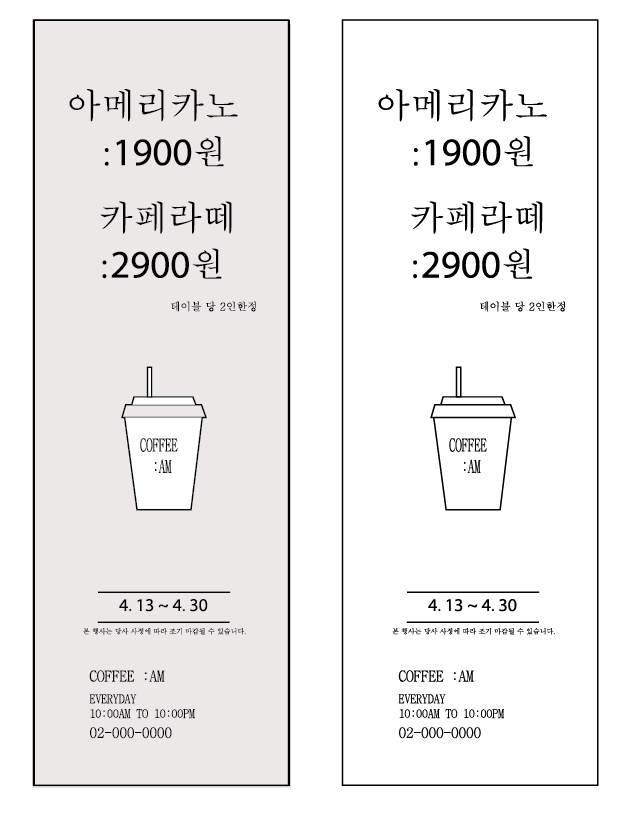 아메리카노
:1900원
카페라떼
:2900원
테이블 당 2인한정
COFFEE
:AM
4. 13 ~ 4. 30
본 행사는 당사 사정에 따라 조기 마감될 수 있습니다.
COFFEE :AM
EVERYDAY
10:00AM TO 10:00PM
02-000-0000
아메리카노
:1900원
카페라떼
:2900원
테이블 당 2인한정
COFFEE
:AM
4. 13 ~ 4. 30
본 행사는 당사 사정에 따라 조기 마감될 수 있습니다.
COFFEE :AM
EVERYDAY
10:00AM TO 10:00PM
02-000-0000